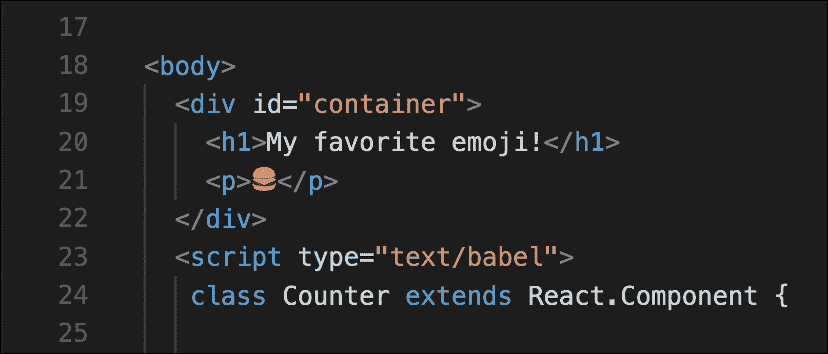 17
18 <body>
19 <div id="container">
20 <h1>My favorite emoji!</h1>
21 <p>🍔</p>
22 </div>
23 <script type="text/babel">
24 class Counter extends React.Component {
25